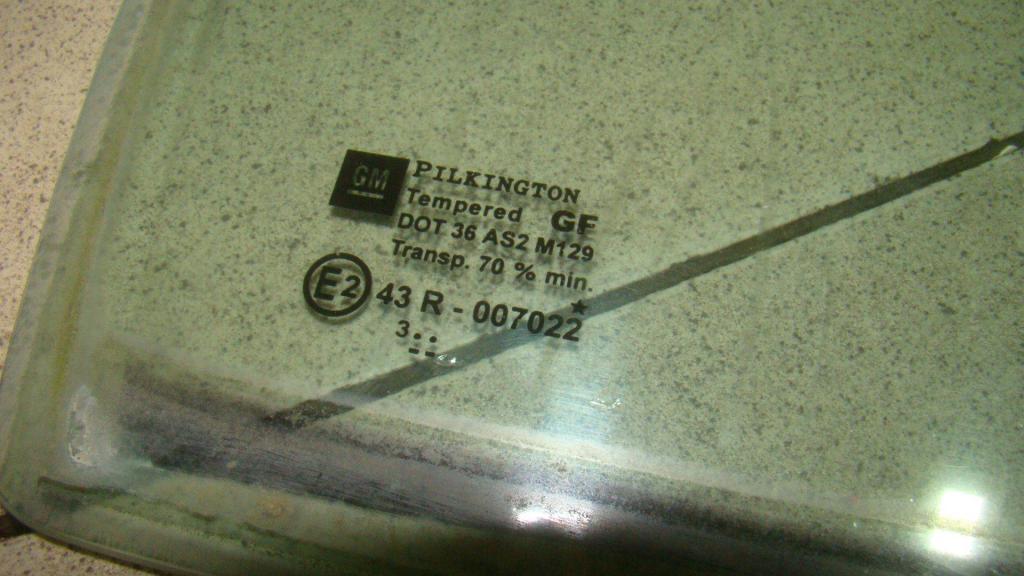 GM
PILKINGTON
Tempered GF
DOT 36 AS2 M129
Transp. 70 % min.
E2 43 R - 007022
3